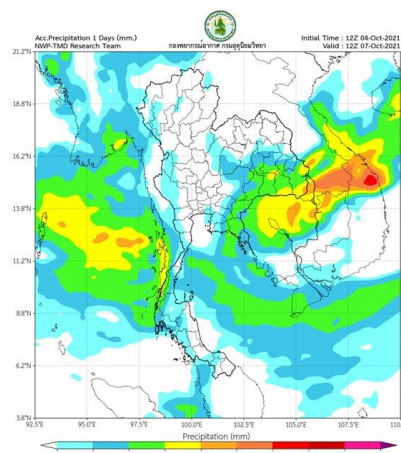 Acc.Precipitation 1 Days (mm.)
Initial Time : 12Z 04-Oct-2021
NWP-TMD Research Team
กองพยากรณ์อากาศ กรมอุตุนิยมวิทยา
Valid : 12Z 07-Oct-2021
21.2°N
18.8°N
16.2°N
13.8°N
11.2°N
8.8°N
6.2°N
3.8°N
92.5°E 95.0°E 97.5°E 100.0°E 102.5°E 105.0°E 107.5°E 110.
Precipitation (mm)